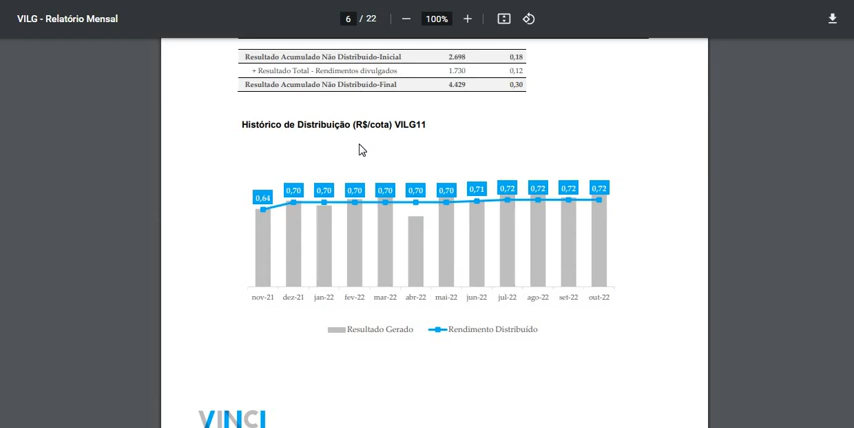 VILG - Relatório Mensal
6 / 22
100%
Resultado Acumulado Não Distribuído-Inicial 2.698 0,18
+ Resultado Total - Rendimentos divulgados 1.730 0,12
Resultado Acumulado Não Distribuído-Final 4.429 0,30
Histórico de Distribuição (R$/cota) VILG11
0,64 0,70 0,70 0,70 0,70 0,70 0,70 0,71 0,72 0,72 0,72 0,72
nov-21 dez-21 jan-22 fev-22 mar-22 abr-22 mai-22 jun-22 jul-22 ago-22 set-22 out-22
Resultado Gerado Rendimento Distribuído
VINCI